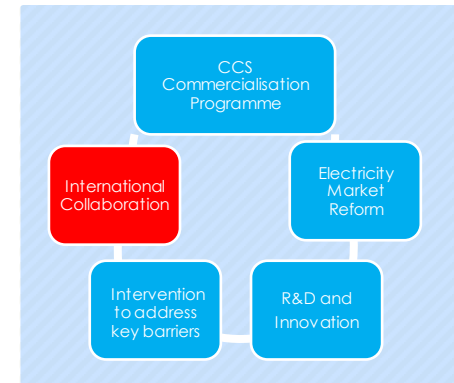 CCS
Commercialisation
Programme
International
Collaboration
Electricity
Market
Reform
Intervention
to address
key barriers
R&D and
Innovation